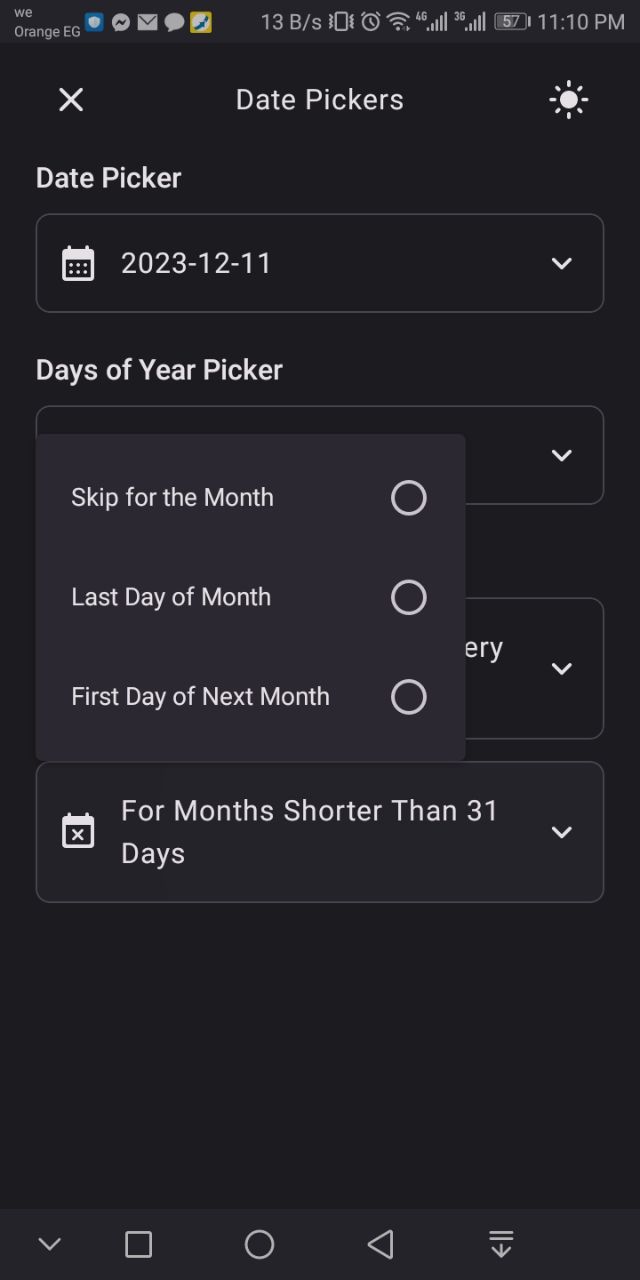 we
Orange EG
13 B/s
4G
3G
57
11:10 PM
Date Pickers
Date Picker
2023-12-11
Days of Year Picker
Skip for the Month
Last Day of Month
ery
First Day of Next Month
For Months Shorter Than 31
Days